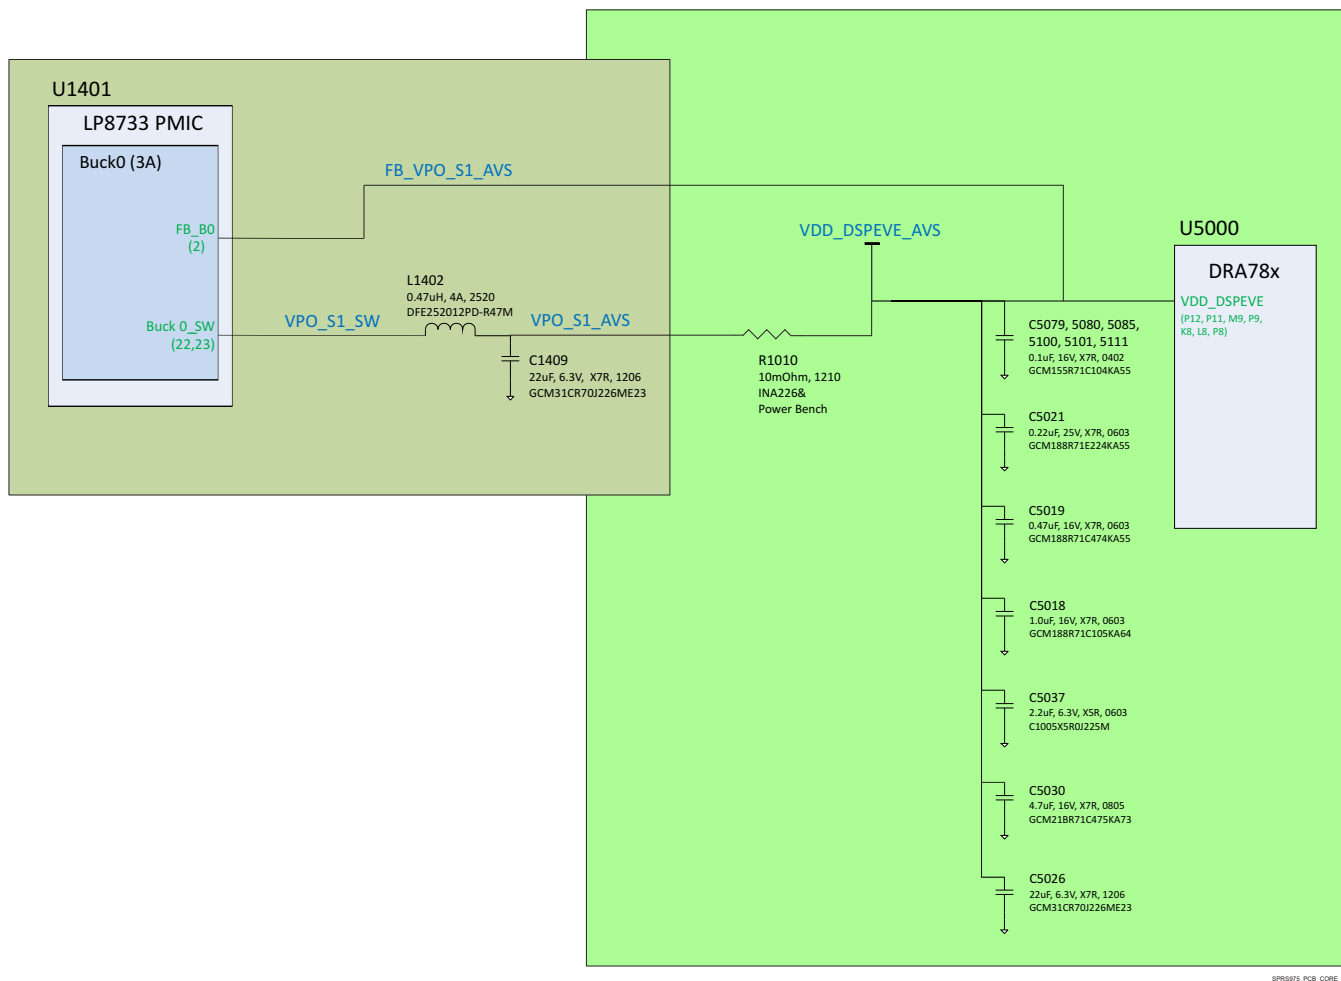 U1401
LP8733 PMIC
Buck0 (3A)
FB_B0
(2)
Buck 0_SW
(22,23)
FB_VPO_S1_AVS
VPO_S1_SW
L1402
0.47uH, 4A, 2520
DFE252012PD-R47M
VPO_S1_AVS
C1409
22uF, 6.3V,  X7R, 1206
GCM31CR70J226ME23
VDD_DSPEVE_AVS
R1010
10mOhm, 1210
INA226&
Power Bench
U5000
DRA78x
VDD_DSPEVE
(P12, P11, M9, P9,
K8, L8, P8)
C5079, 5080, 5085,
5100, 5101, 5111
0.1uF, 16V, X7R, 0402
GCM155R71C104KA55
C5021
0.22uF, 25V, X7R, 0603
GCM188R71E224KA55
C5019
0.47uF, 16V, X7R, 0603
GCM188R71C474KA55
C5018
1.0uF, 16V, X7R, 0603
GCM188R71C105KA64
C5037
2.2uF, 6.3V, X5R, 0603
C1005X5R0J225M
C5030
4.7uF, 16V, X7R, 0805
GCM21BR71C475KA73
C5026
22uF, 6.3V, X7R, 1206
GCM31CR70J226ME23
SPRS975_PCB_CORE